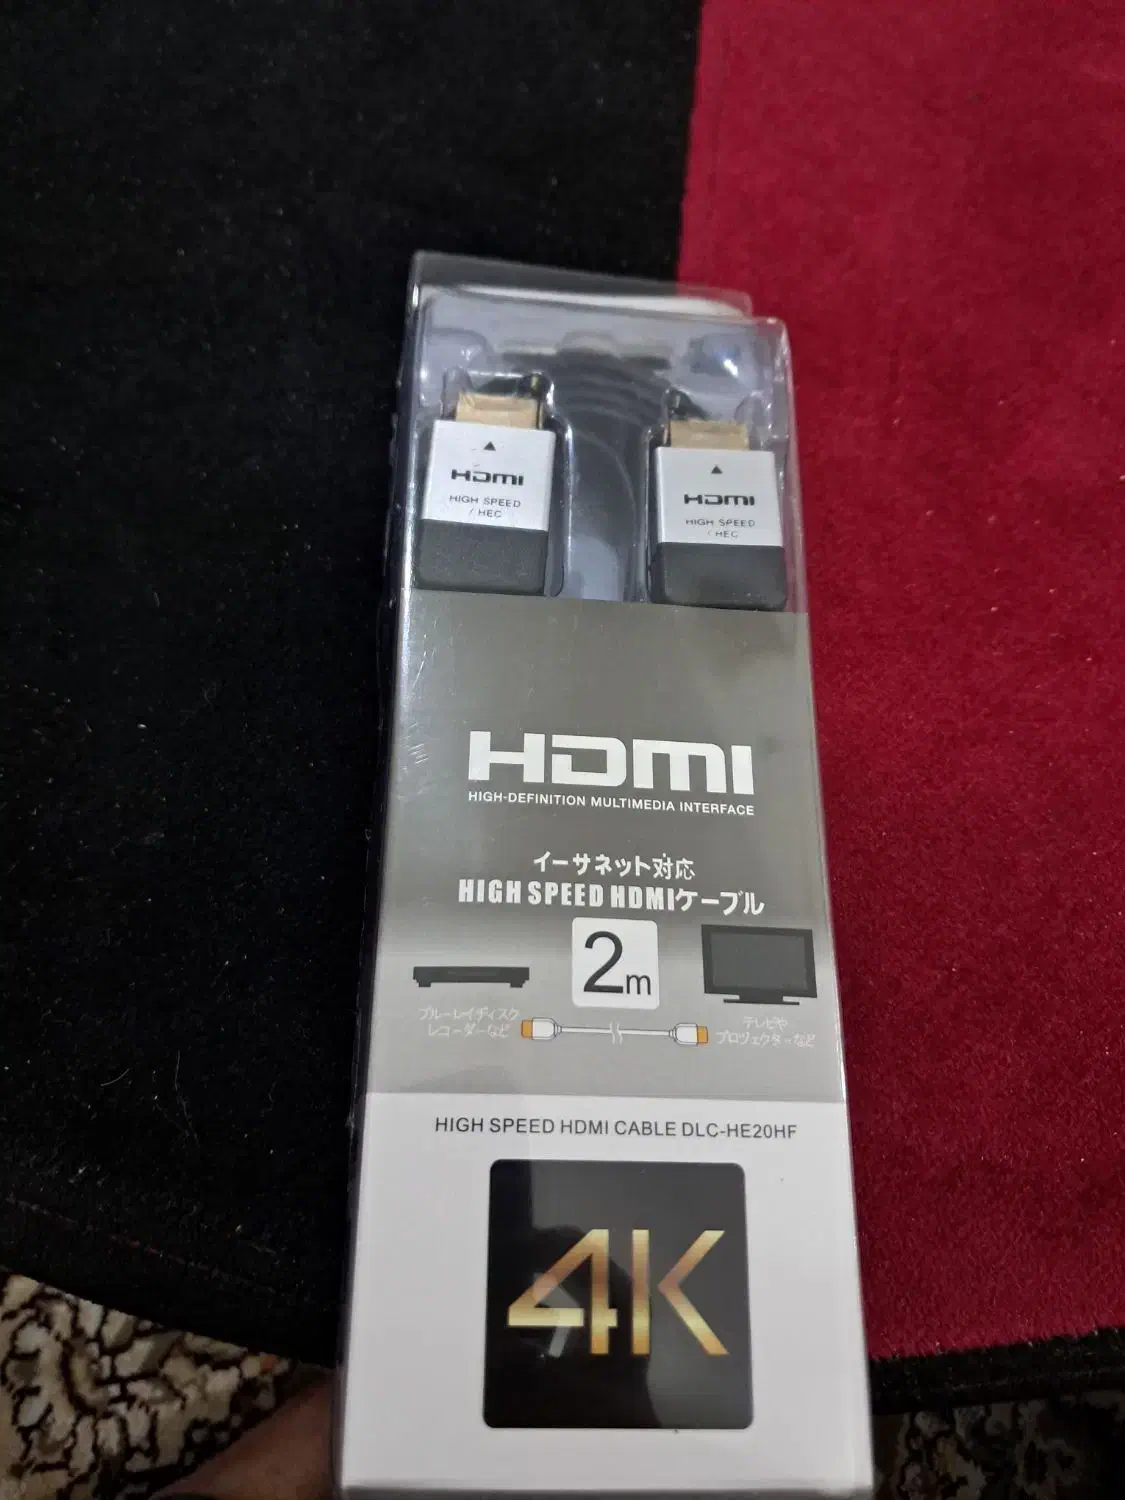 HDMI
HIGH SPEED
/ HEC
HDMI
HIGH SPEED
/ HEC
HDMI
HIGH-DEFINITION MULTIMEDIA INTERFACE
イーサネット対応
HIGH SPEED HDMIケーブル
2m
ブルーレイディスク
レコーダーなど
テレビや
プロジェクターなど
HIGH SPEED HDMI CABLE DLC-HE20HF
4K